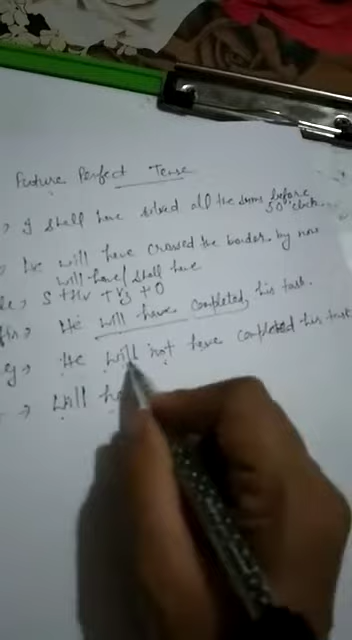 Future Perfect Tense
I shall have solved all the sums before
5 O'clock.
He will have crossed the border by now
will have/shall have
S + Hv + V3 + O
He will have completed his task.
He will not have completed his task
Will he